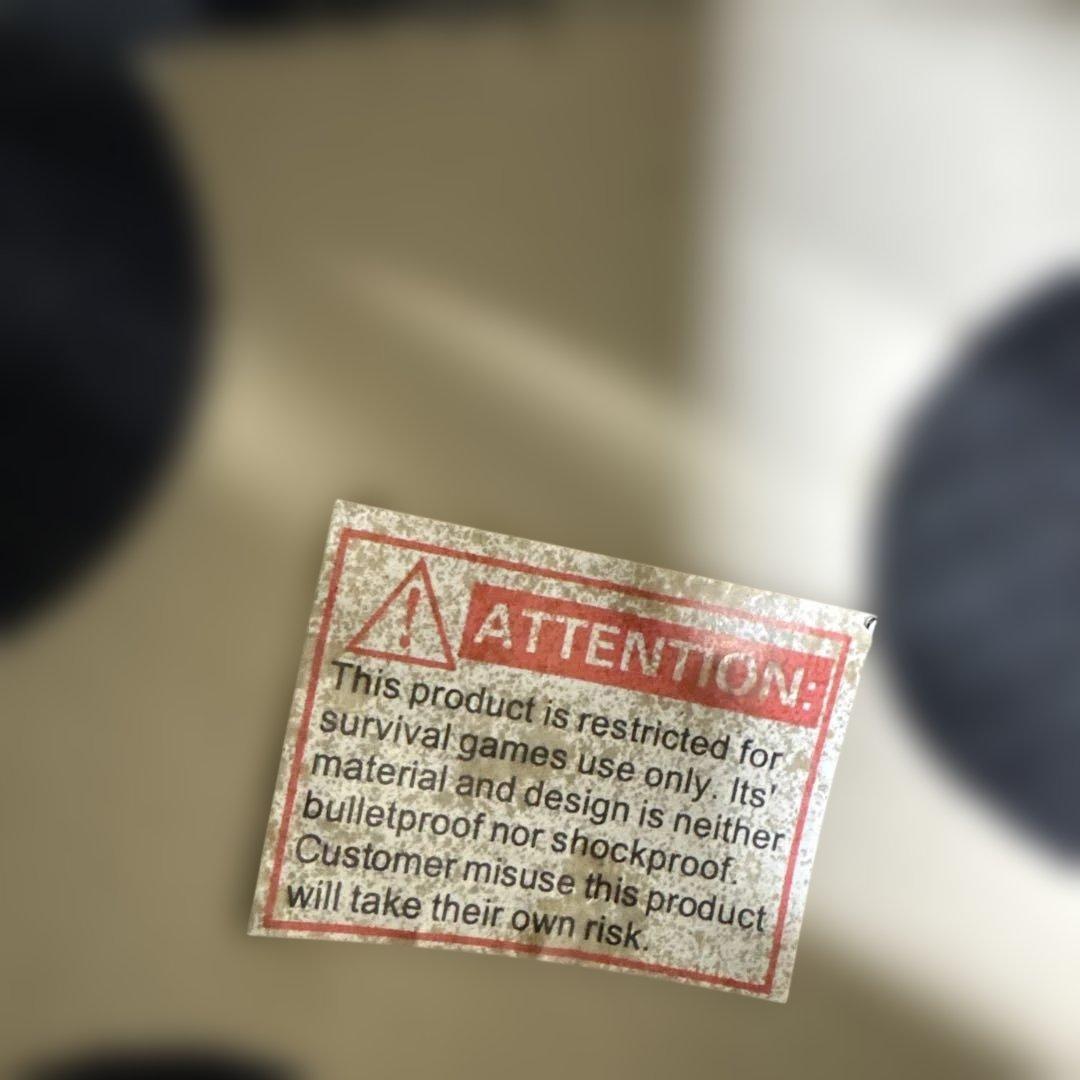 ATTENTION:
This product is restricted for
survival games use only. Its'
material and design is neither
bulletproof nor shockproof.
Customer misuse this product
will take their own risk.